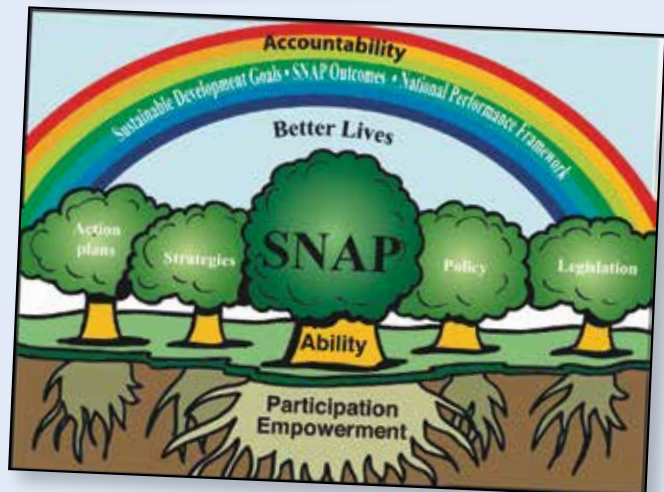 Accountability
Sustainable Development Goals • SNAP Outcomes • National Performance Framework
Better Lives
Action
plans
Strategies
SNAP
Policy
Legislation
Ability
Participation
Empowerment